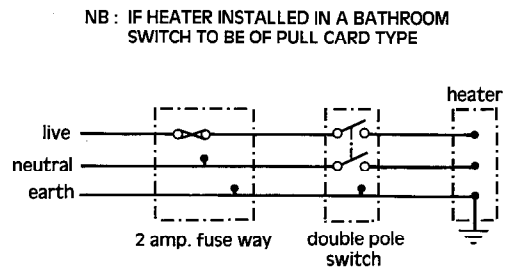 NB : IF HEATER INSTALLED IN A BATHROOM
SWITCH TO BE OF PULL CARD TYPE
heater
live
neutral
earth
2 amp. fuse way
double pole
switch